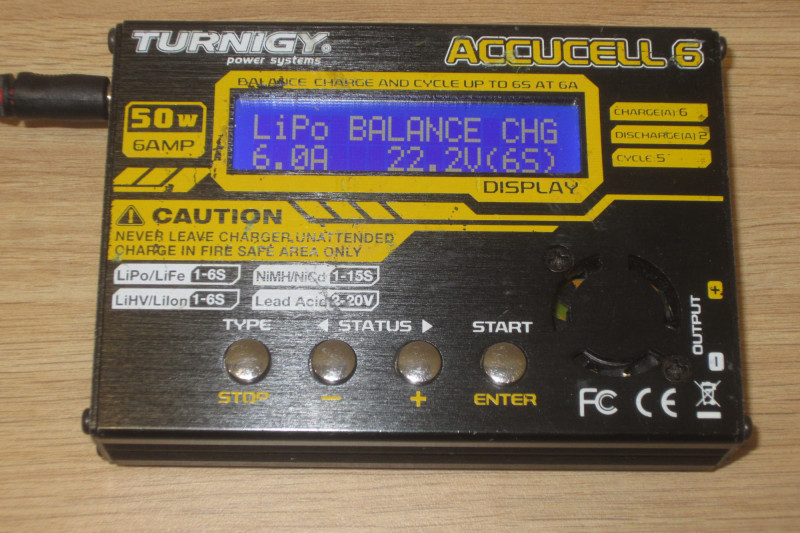 TURNIGY®
power systems
ACCUCELL 6
BALANCE CHARGE AND CYCLE UP TO 6S AT 6A
50W
6AMP
LiPo BALANCE CHG
6.0A 22.2V(6S)
DISPLAY
CHARGE(A) 6
DISCHARGE(A) 2
CYCLE 5
CAUTION
NEVER LEAVE CHARGER UNATTENDED
CHARGE IN FIRE SAFE AREA ONLY
LiPo/LiFe 1-6S NiMH/NiCd 1-15S
LiHV/LiIon 1-6S Lead Acid 2-20V
TYPE ◀ STATUS ▶ START
STOP − + ENTER
OUTPUT
− +
FC CE